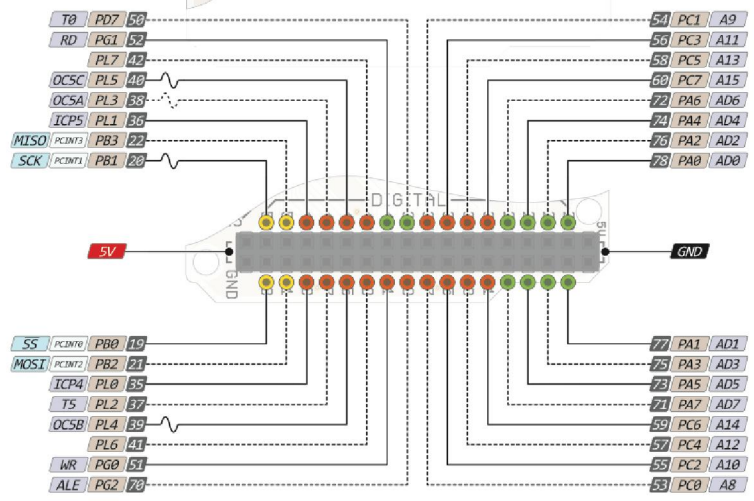 T0 PD7 50
RD PG1 52
PL7 42
OC5C PL5 40
OC5A PL3 38
ICP5 PL1 36
MISO PCINT3 PB3 22
SCK PCINT1 PB1 20
54 PC1 A9
56 PC3 A11
58 PC5 A13
60 PC7 A15
72 PA6 AD6
74 PA4 AD4
76 PA2 AD2
78 PA0 AD0
DIGITAL
5V
GND
GND
5V
SS PCINT0 PB0 19
MOSI PCINT2 PB2 21
ICP4 PL0 35
T5 PL2 37
OC5B PL4 39
PL6 41
WR PG0 51
ALE PG2 70
77 PA1 AD1
75 PA3 AD3
73 PA5 AD5
71 PA7 AD7
59 PC6 A14
57 PC4 A12
55 PC2 A10
53 PC0 A8